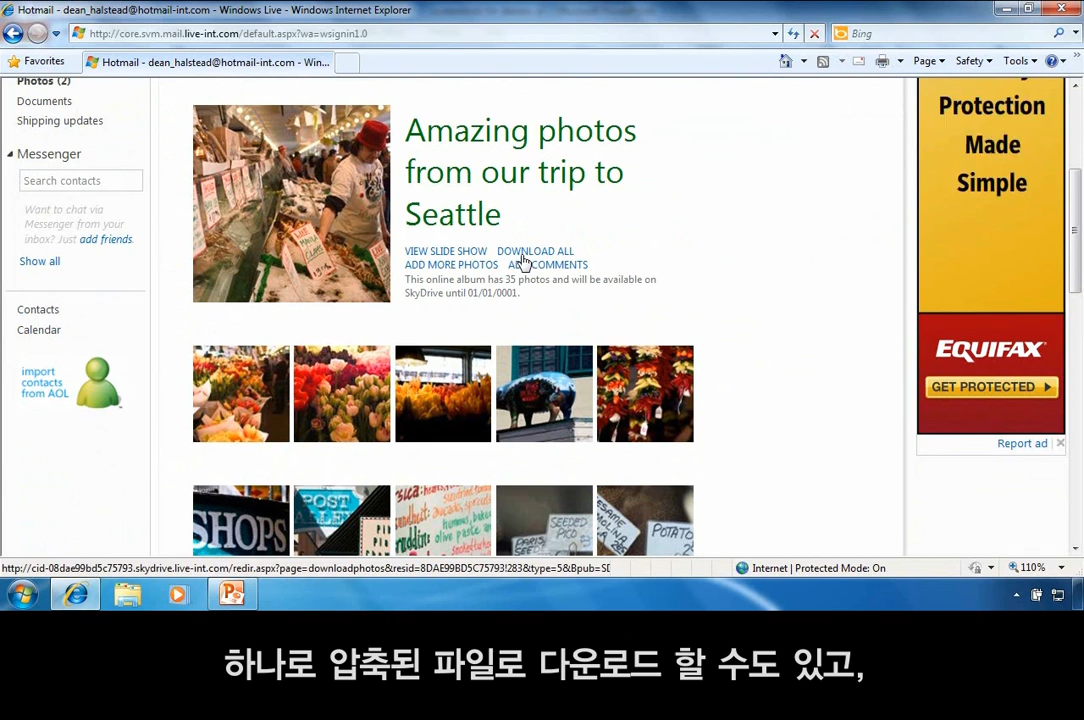 Hotmail - dean_halstead@hotmail-int.com - Windows Live - Windows Internet Explorer
http://core.svm.mail.live-int.com/default.aspx?wa=wsignin1.0
Bing
Favorites
Hotmail - dean_halstead@hotmail-int.com - Win...
Page
Safety
Tools
Photos (2)
Documents
Shipping updates
Messenger
Search contacts
Want to chat via
Messenger from your
inbox? Just add friends.
Show all
Contacts
Calendar
import
contacts
from AOL
Amazing photos
from our trip to
Seattle
VIEW SLIDE SHOW DOWNLOAD ALL
ADD MORE PHOTOS COMMENTS
This online album has 35 photos and will be available on
SkyDrive until 01/01/0001.
SHOPS
POST
SEEDED
PICO
POTATO
Protection
Made
Simple
EQUIFAX
GET PROTECTED
Report ad
http://cid-08dae99bd5c75793.skydrive.live-int.com/redir.aspx?page=downloadphotos&resid=8DAE99BD5C75793!283&type=5&Bpub=SD
Internet | Protected Mode: On
110%
하나로 압축된 파일로 다운로드 할 수도 있고,